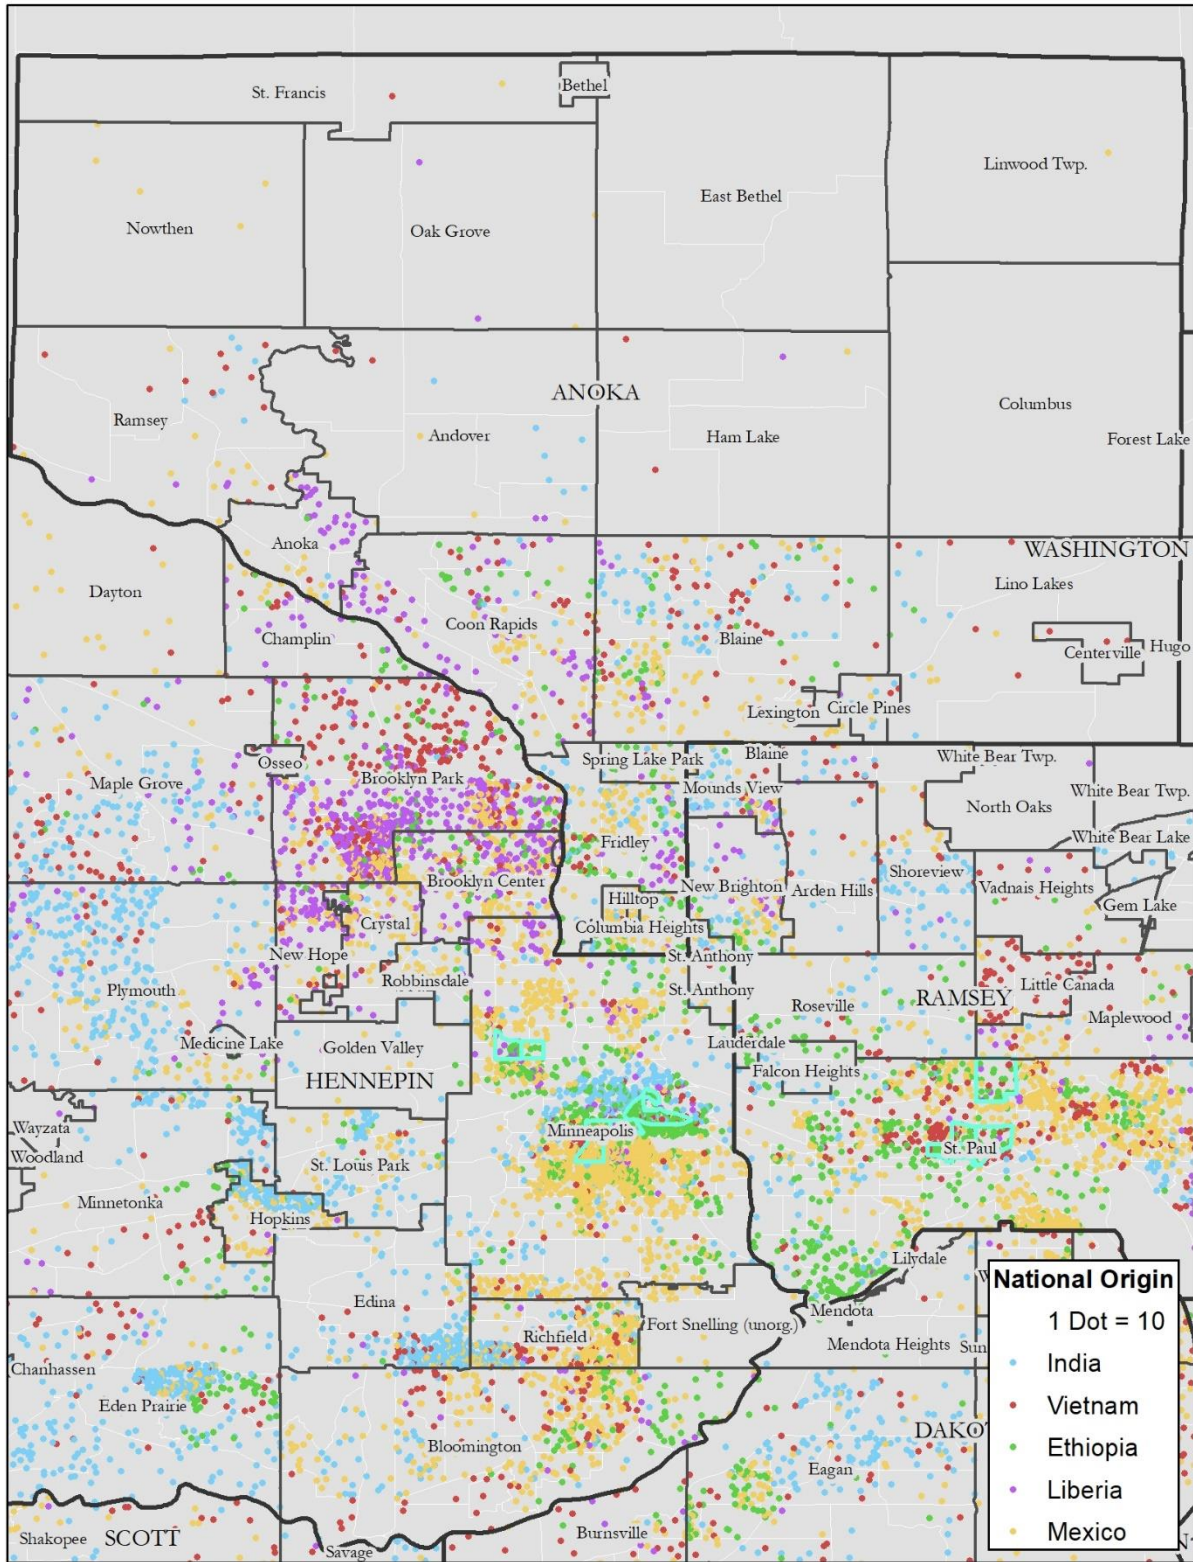 Bethel
St. Francis
Linwood Twp.
East Bethel
Nowthen
Oak Grove
ANOKA
Columbus
Ramsey
Andover
Ham Lake
Forest Lake
Anoka
WASHINGTON
Lino Lakes
Dayton
Coon Rapids
Champlin
Blaine
Centerville
Hugo
Lexington
Circle Pines
Osseo
Spring Lake Park
Blaine
White Bear Twp.
Maple Grove
Brooklyn Park
Mounds View
North Oaks
White Bear Twp.
Fridley
White Bear Lake
Brooklyn Center
New Brighton
Arden Hills
Shoreview
Vadnais Heights
Hilltop
Gem Lake
Crystal
Columbia Heights
New Hope
St. Anthony
Robbinsdale
Plymouth
St. Anthony
Roseville
RAMSEY
Little Canada
Maplewood
Medicine Lake
Golden Valley
Lauderdale
Falcon Heights
HENNEPIN
Wayzata
Minneapolis
Woodland
St. Louis Park
St. Paul
Minnetonka
Hopkins
Lilydale
Edina
Mendota
Richfield
Fort Snelling (unorg.)
Mendota Heights
Sun
Chanhassen
Eden Prairie
DAKOT
Bloomington
Eagan
Shakopee
SCOTT
Burnsville
Savage
National Origin
1 Dot = 10
India
Vietnam
Ethiopia
Liberia
Mexico